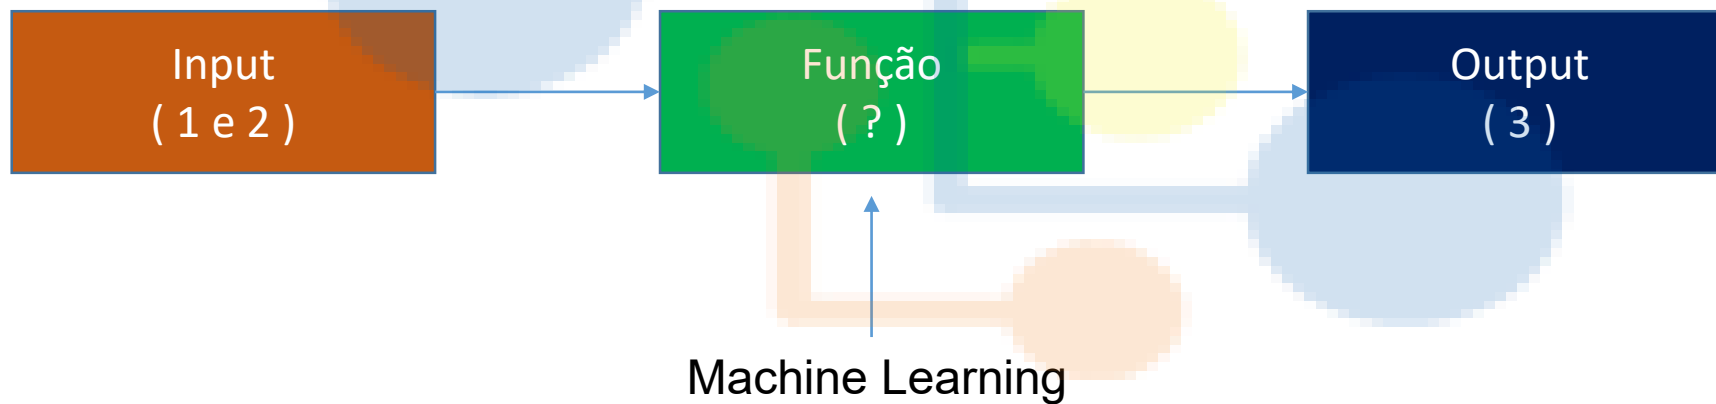 Input
( 1 e 2 )
Função
( ? )
Output
( 3 )
Machine Learning